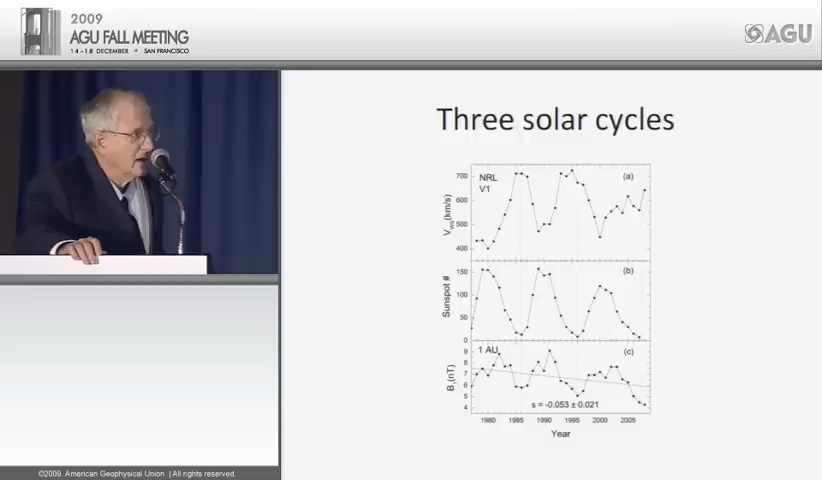 2009
AGU FALL MEETING
14-18 DECEMBER • SAN FRANCISCO
AGU
Three solar cycles
NRL
V1
(a)
700
600
500
400
V (km/s)
(b)
150
100
50
0
Sunspot #
1 AU
(c)
9
8
7
6
5
4
B (nT)
s = -0.053 ± 0.021
1980 1985 1990 1995 2000 2005
Year
©2009. American Geophysical Union. | All rights reserved.